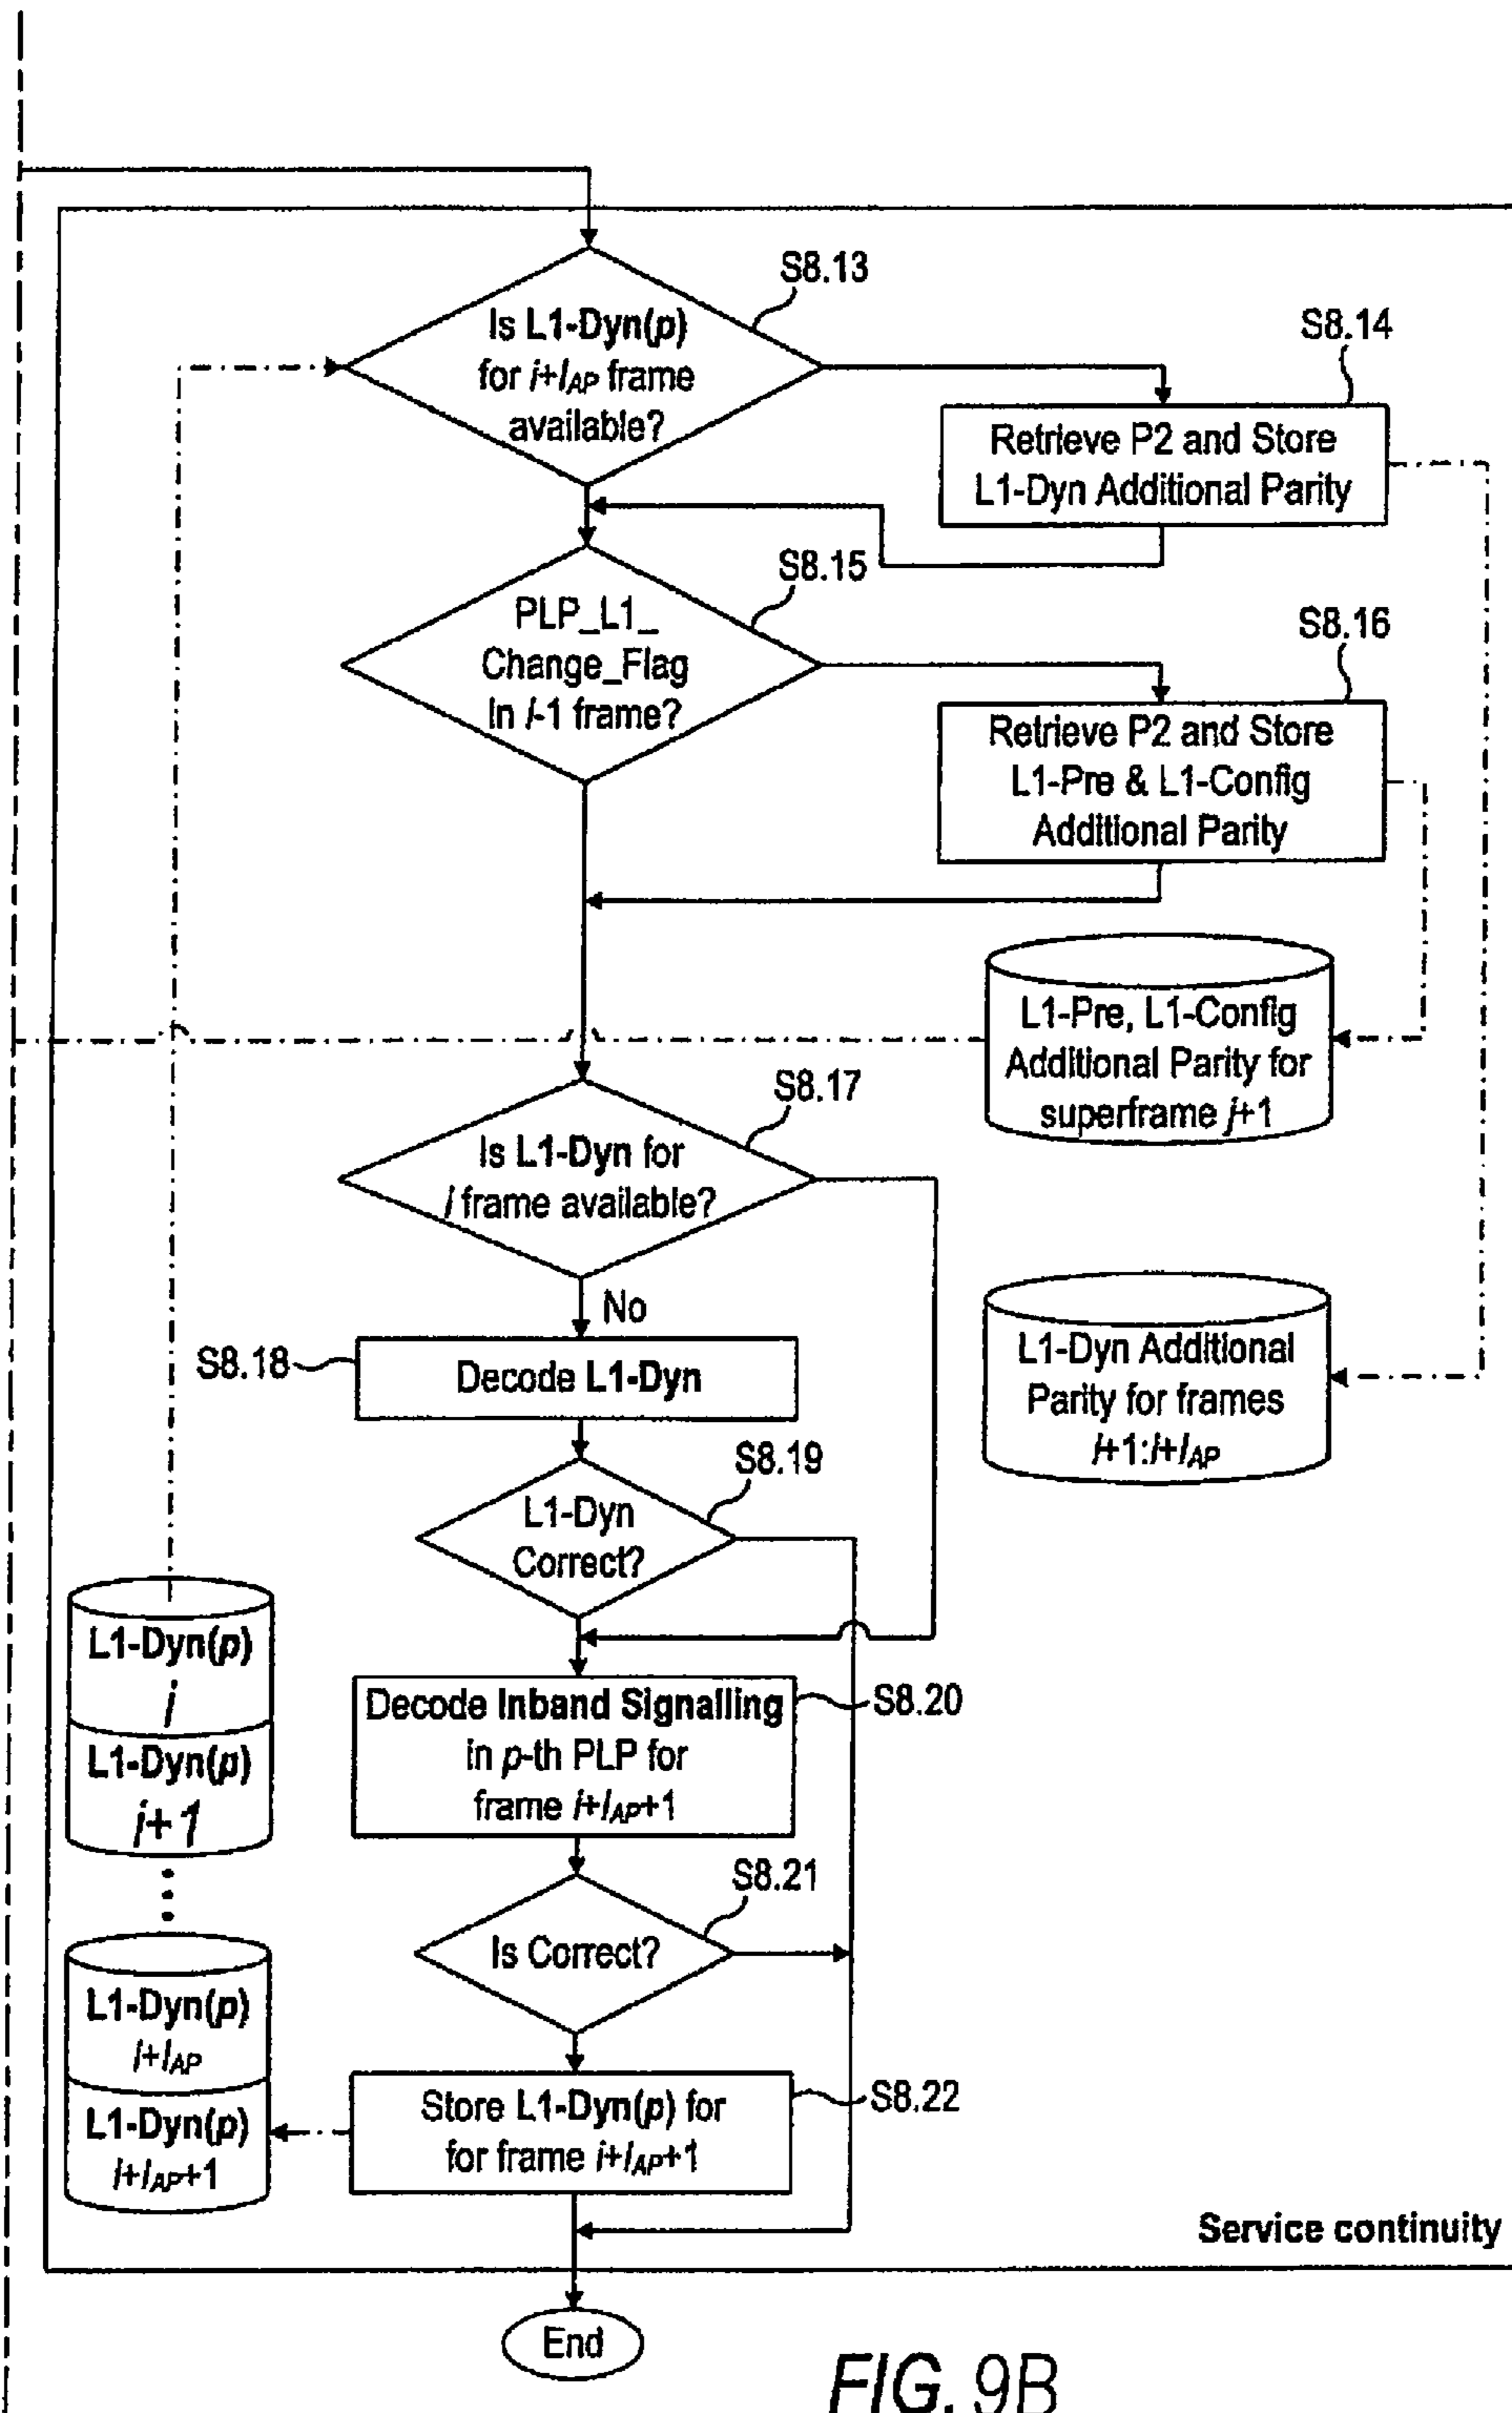 S8.13
Is L1-Dyn(p)
for i+IAP frame
available?
S8.14
Retrieve P2 and Store
L1-Dyn Additional Parity
S8.15
PLP_L1_
Change_Flag
in i-1 frame?
S8.16
Retrieve P2 and Store
L1-Pre & L1-Config
Additional Parity
L1-Pre, L1-Config
Additional Parity for
superframe j+1
S8.17
Is L1-Dyn for
i frame available?
No
S8.18
Decode L1-Dyn
L1-Dyn Additional
Parity for frames
i+1:i+IAP
S8.19
L1-Dyn
Correct?
L1-Dyn(p)
i
L1-Dyn(p)
i+1
Decode Inband Signalling
in p-th PLP for
frame i+IAP+1
S8.20
S8.21
Is Correct?
L1-Dyn(p)
i+IAP
L1-Dyn(p)
i+IAP+1
Store L1-Dyn(p) for
for frame i+IAP+1
S8.22
Service continuity
End
FIG. 9B